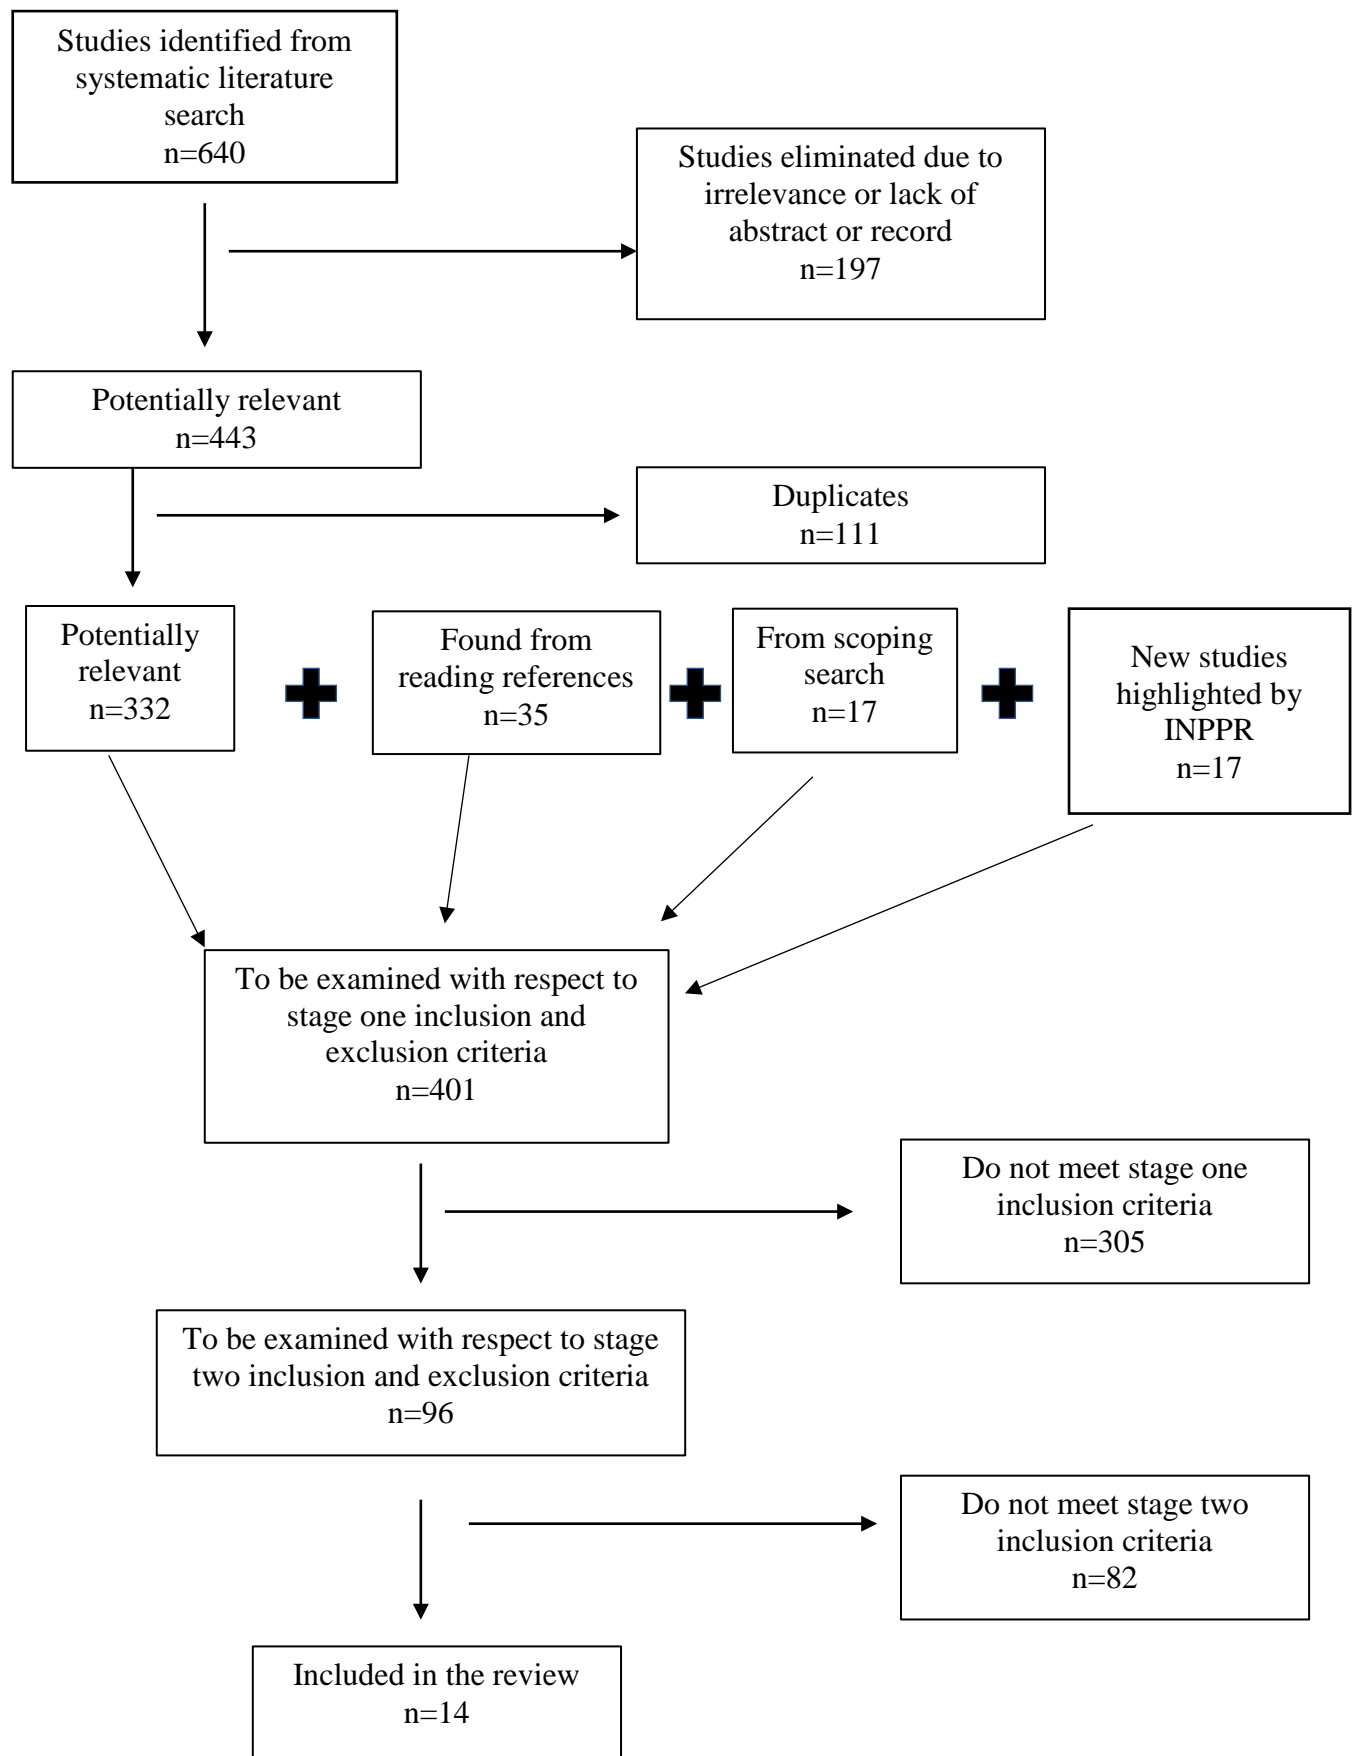 Studies identified from
systematic literature
search
n=640
Studies eliminated due to
irrelevance or lack of
abstract or record
n=197
Potentially relevant
n=443
Duplicates
n=111
Potentially
relevant
n=332
Found from
reading references
n=35
From scoping
search
n=17
New studies
highlighted by
INPPR
n=17
To be examined with respect to
stage one inclusion and
exclusion criteria
n=401
Do not meet stage one
inclusion criteria
n=305
To be examined with respect to stage
two inclusion and exclusion criteria
n=96
Do not meet stage two
inclusion criteria
n=82
Included in the review
n=14